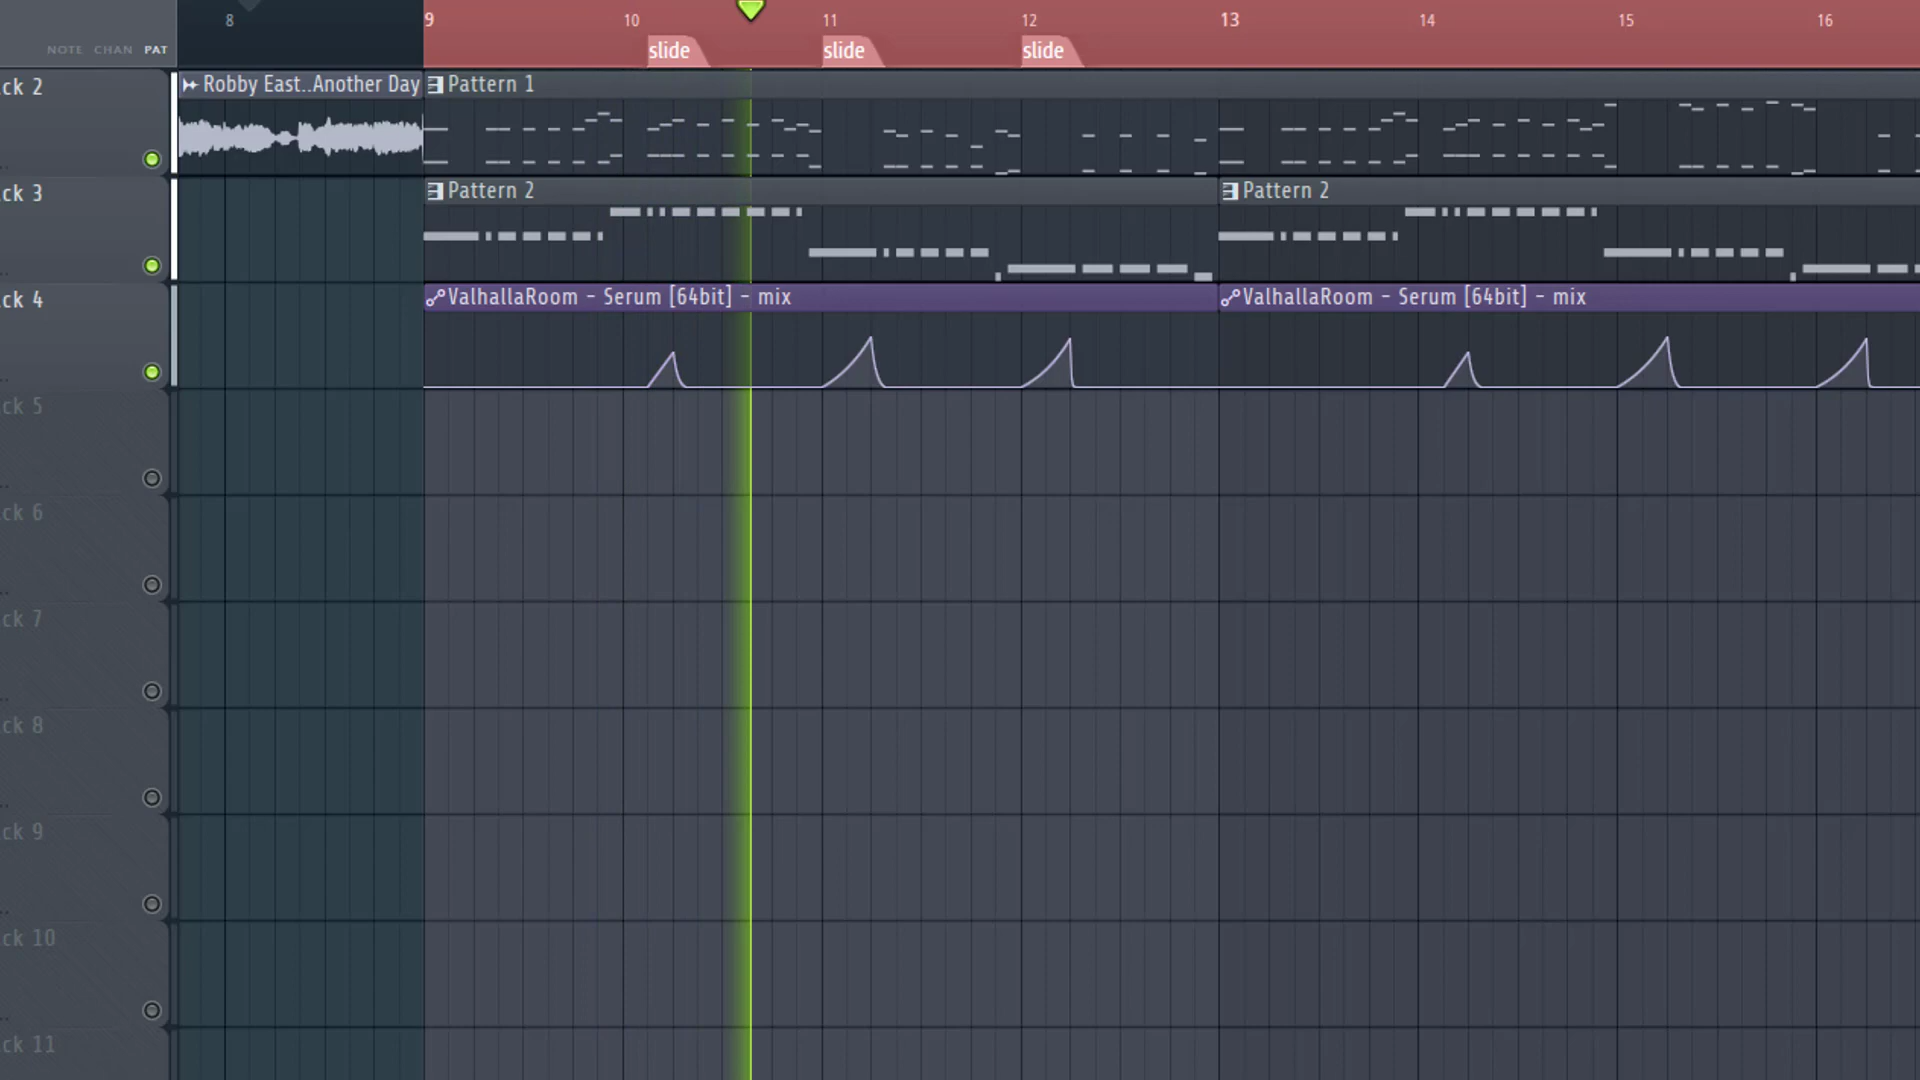 8 9 10 11 12 13 14 15 16
NOTE CHAN PAT
slide slide slide
ck 2
Robby East..Another Day
Pattern 1
ck 3
Pattern 2
Pattern 2
ck 4
ValhallaRoom - Serum [64bit] - mix
ValhallaRoom - Serum [64bit] - mix
ck 5
ck 6
ck 7
ck 8
ck 9
ck 10
ck 11